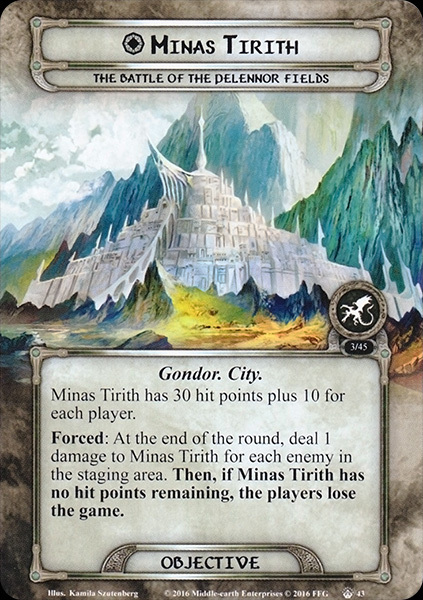 MINAS TIRITH
THE BATTLE OF THE PELENNOR FIELDS
3/45
Gondor. City.
Minas Tirith has 30 hit points plus 10 for
each player.
Forced: At the end of the round, deal 1
damage to Minas Tirith for each enemy in
the staging area. Then, if Minas Tirith has
no hit points remaining, the players lose
the game.
OBJECTIVE
Illus. Kamila Szutenberg © 2016 Middle-earth Enterprises © 2016 FFG 43